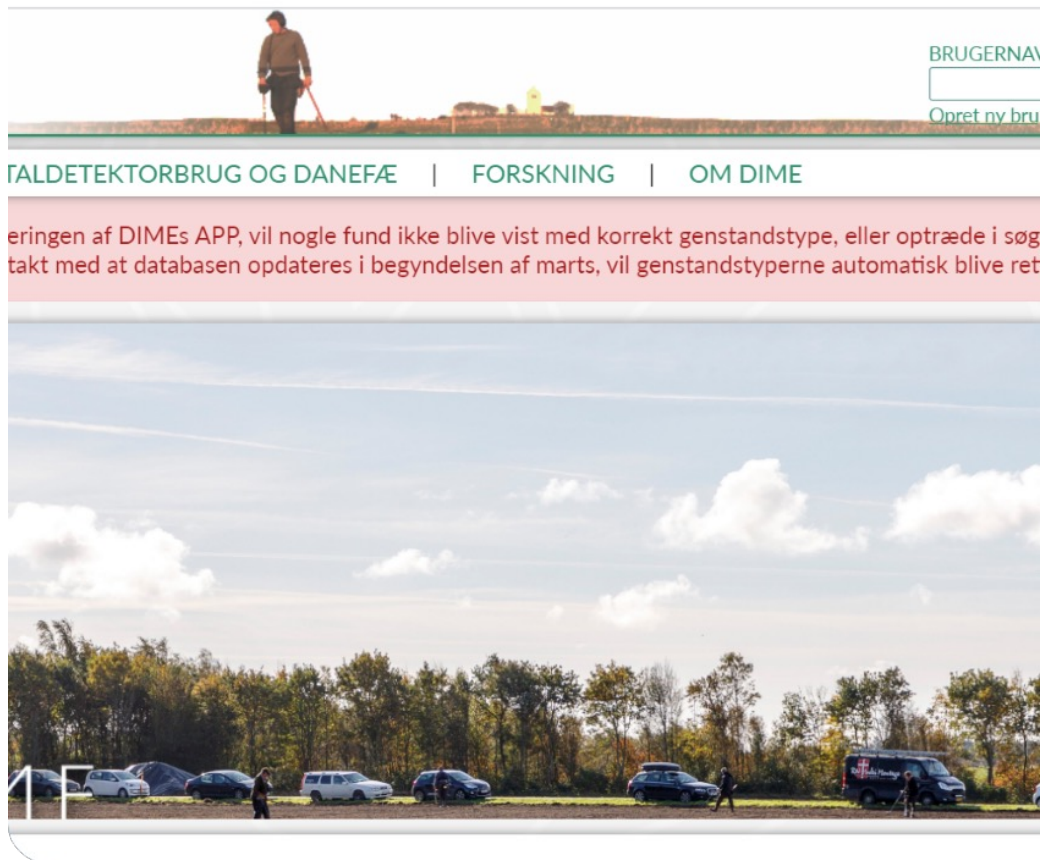 BRUGERNAV
Opret ny bru
TALDETEKTORBRUG OG DANEFÆ | FORSKNING | OM DIME
eringen af DIMEs APP, vil nogle fund ikke blive vist med korrekt genstandstype, eller optræde i søg
takt med at databasen opdateres i begyndelsen af marts, vil genstandstyperne automatisk blive ret
ME